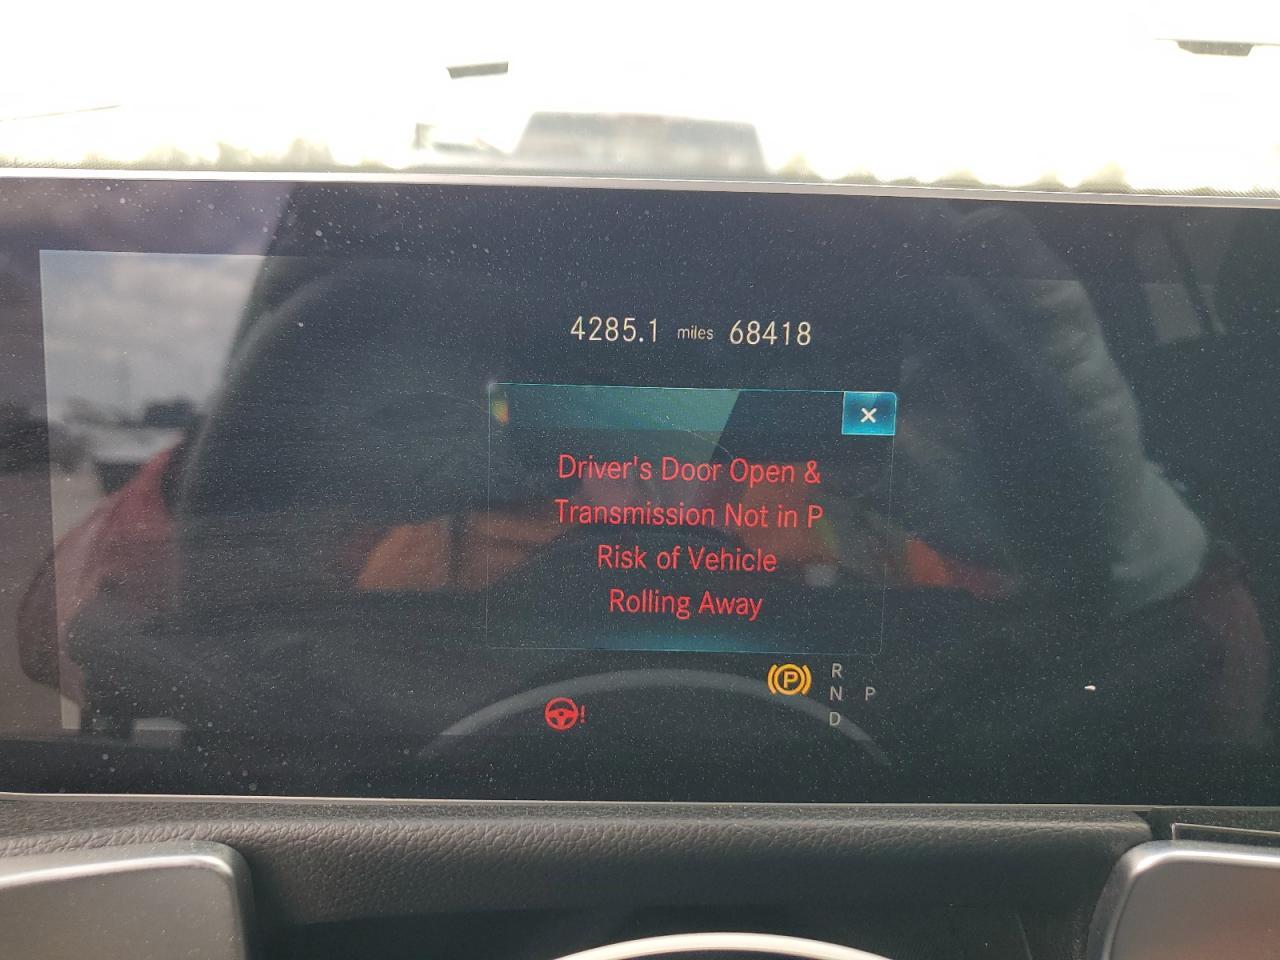 4285.1 miles 68418
×
Driver's Door Open &
Transmission Not in P
Risk of Vehicle
Rolling Away
P R
N P
D
!